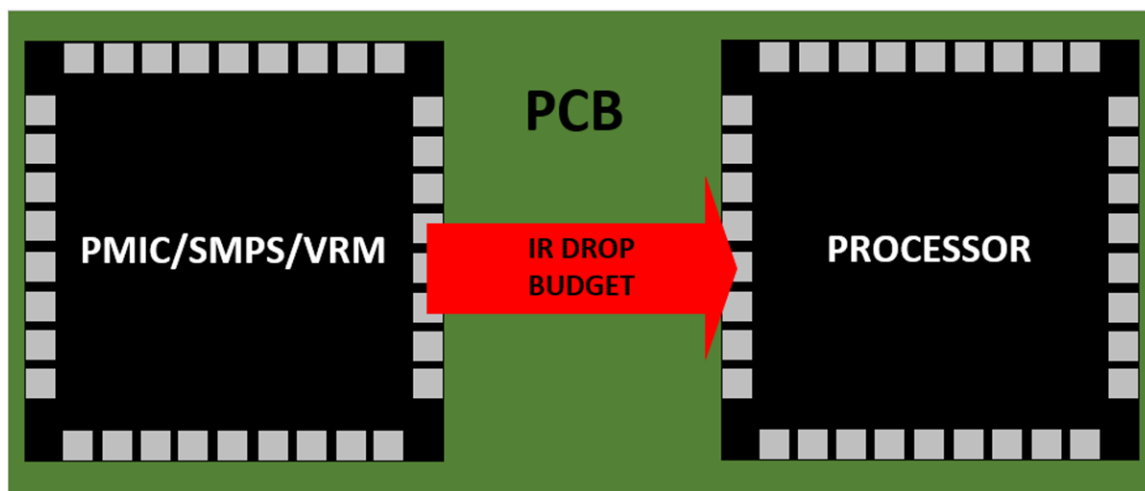 PCB
PMIC/SMPS/VRM
IR DROP
BUDGET
PROCESSOR